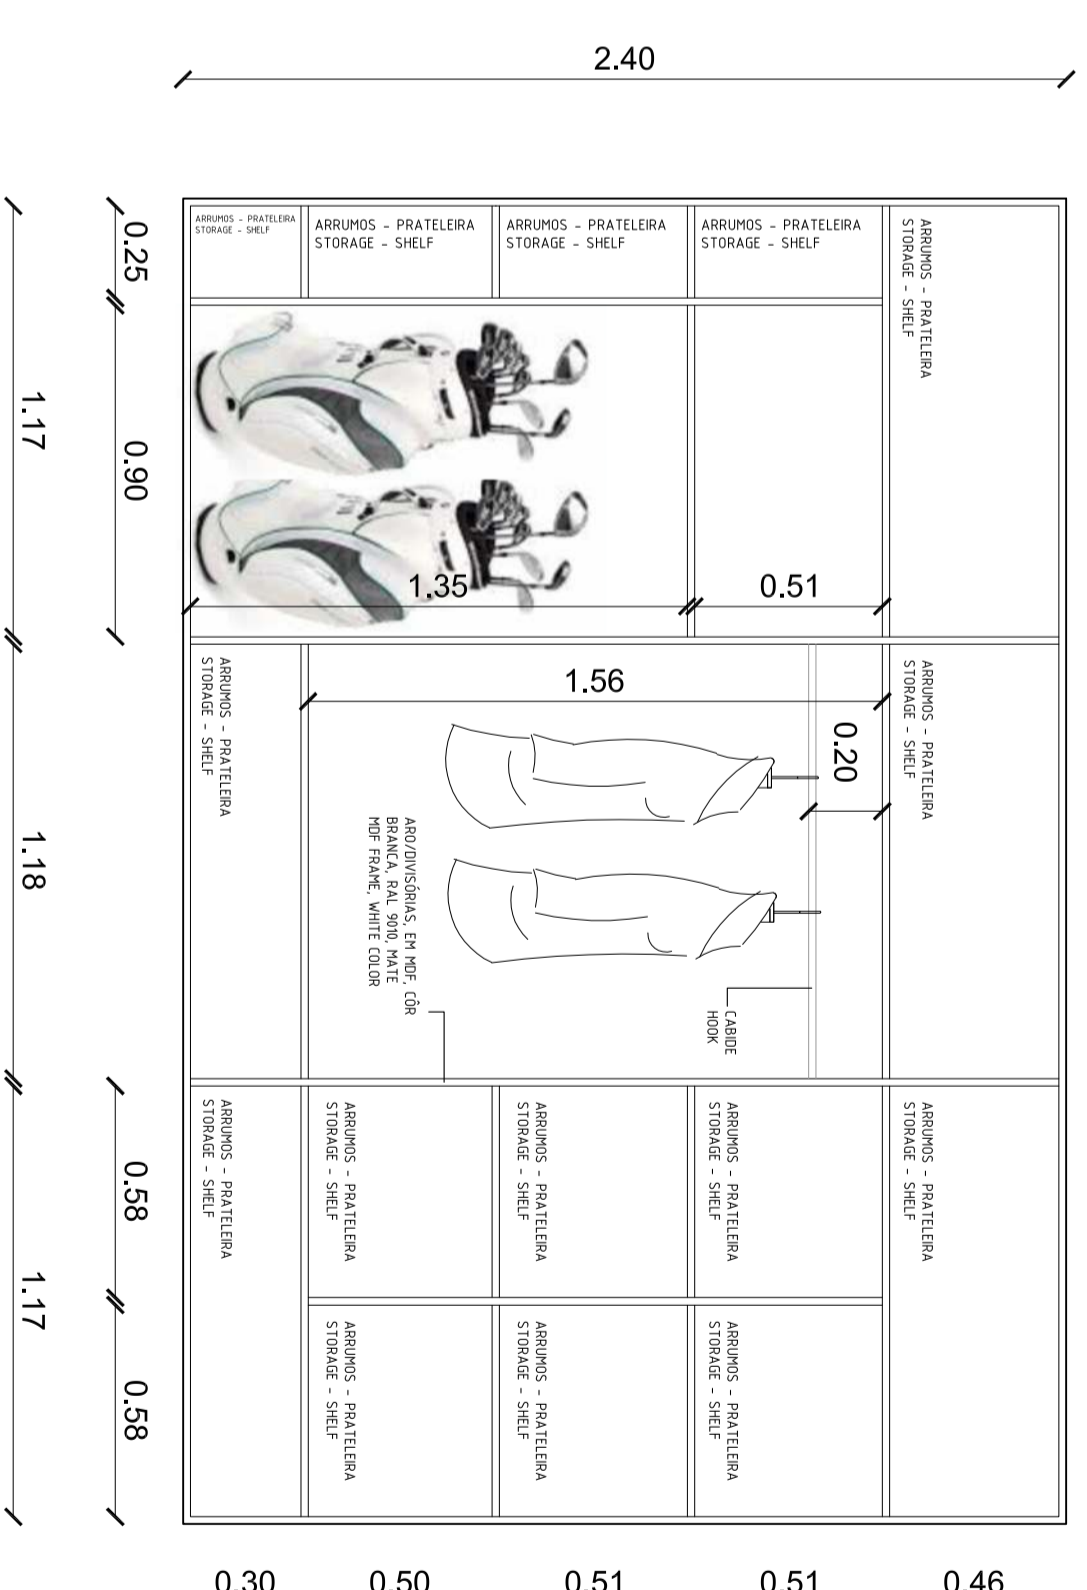 2.40
0.25
0.90
1.17
1.18
1.17
0.58
0.58
ARRUMOS - PRATELEIRA
STORAGE - SHELF
ARRUMOS - PRATELEIRA
STORAGE - SHELF
ARRUMOS - PRATELEIRA
STORAGE - SHELF
ARRUMOS - PRATELEIRA
STORAGE - SHELF
ARRUMOS - PRATELEIRA
STORAGE - SHELF
1.35
0.51
ARRUMOS - PRATELEIRA
STORAGE - SHELF
1.56
0.20
ARRUMOS - PRATELEIRA
STORAGE - SHELF
ARO/DIVISÓRIAS, EM MDF, CÔR
BRANCA, RAL 9010, MATE
MDF FRAME, WHITE COLOR
CABIDE
HOOK
ARRUMOS - PRATELEIRA
STORAGE - SHELF
ARRUMOS - PRATELEIRA
STORAGE - SHELF
ARRUMOS - PRATELEIRA
STORAGE - SHELF
ARRUMOS - PRATELEIRA
STORAGE - SHELF
ARRUMOS - PRATELEIRA
STORAGE - SHELF
ARRUMOS - PRATELEIRA
STORAGE - SHELF
ARRUMOS - PRATELEIRA
STORAGE - SHELF
ARRUMOS - PRATELEIRA
STORAGE - SHELF
0.30
0.50
0.51
0.51
0.46